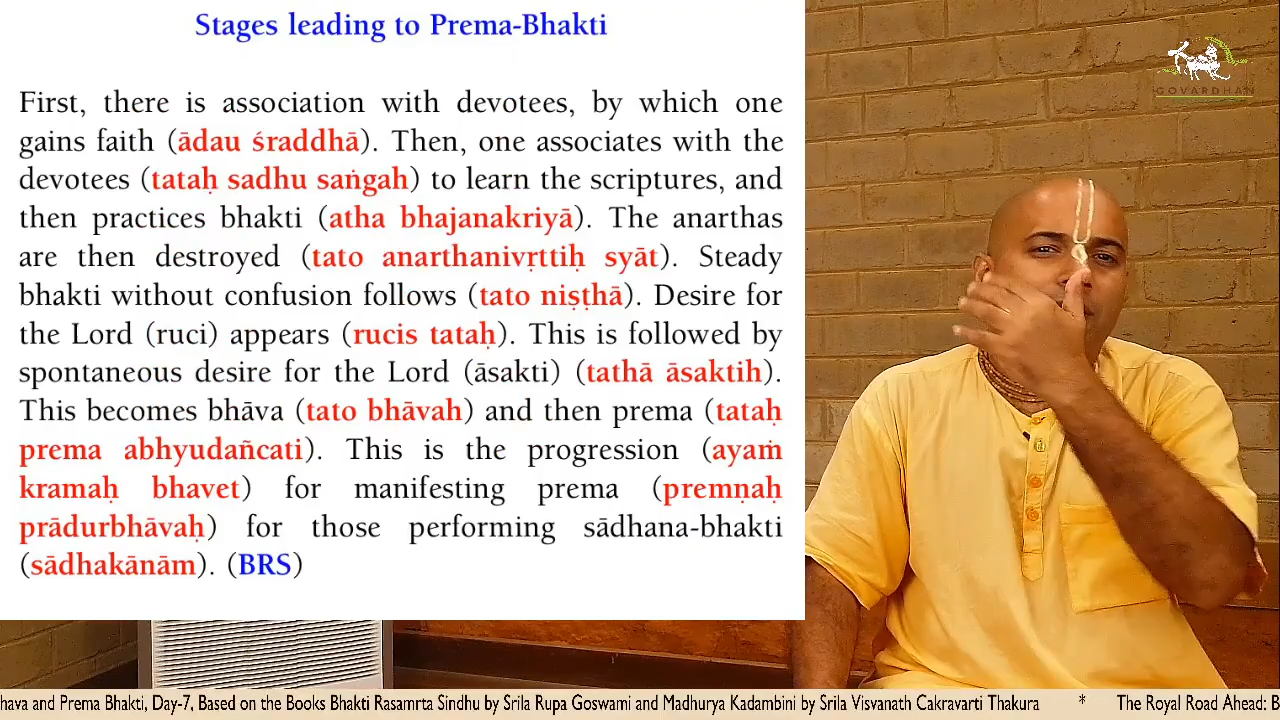 Stages leading to Prema-Bhakti
First, there is association with devotees, by which one
gains faith (ādau śraddhā). Then, one associates with the
devotees (tataḥ sadhu saṅgah) to learn the scriptures, and
then practices bhakti (atha bhajanakriyā). The anarthas
are then destroyed (tato anarthanivṛttiḥ syāt). Steady
bhakti without confusion follows (tato niṣṭhā). Desire for
the Lord (ruci) appears (rucis tataḥ). This is followed by
spontaneous desire for the Lord (āsakti) (tathā āsaktih).
This becomes bhāva (tato bhāvah) and then prema (tataḥ
prema abhyudañcati). This is the progression (ayaṁ
kramaḥ bhavet) for manifesting prema (premṇaḥ
prādurbhāvaḥ) for those performing sādhana-bhakti
(sādhakānām). (BRS)
GOVARDHAN
hava and Prema Bhakti, Day-7, Based on the Books Bhakti Rasamrta Sindhu by Srila Rupa Goswami and Madhurya Kadambini by Srila Visvanath Cakravarti Thakura * The Royal Road Ahead: B